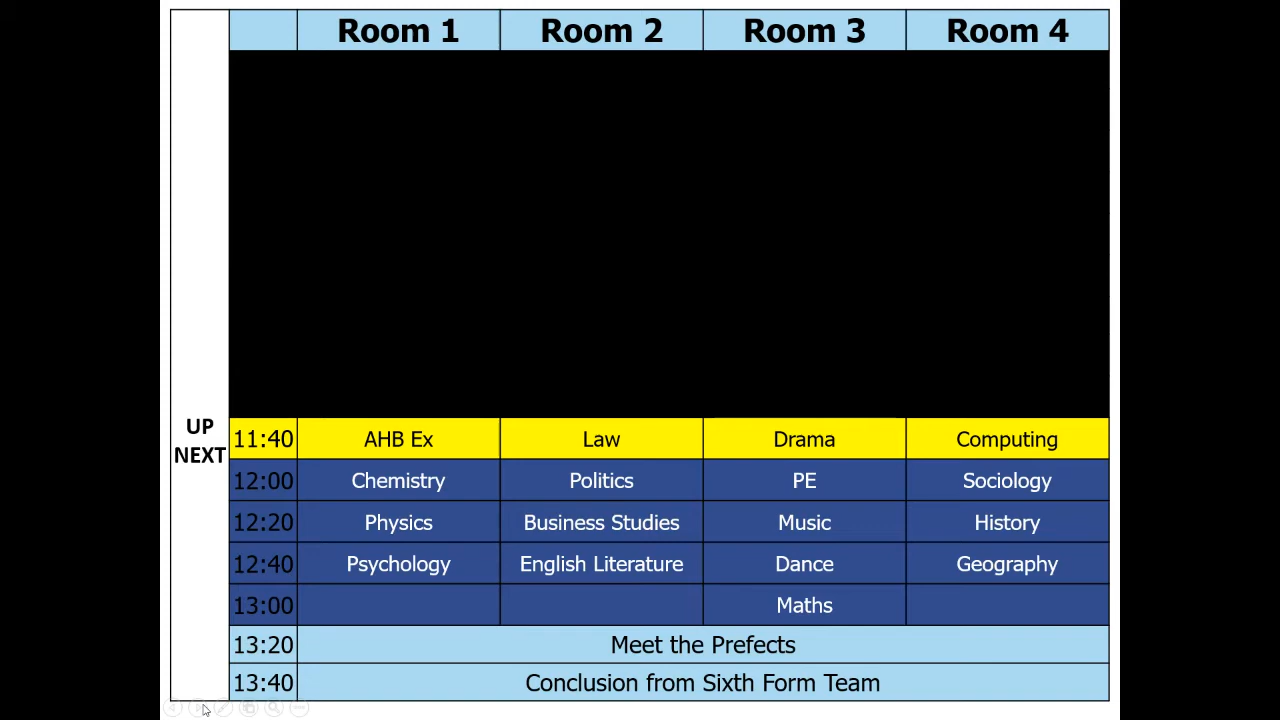 Room 1 Room 2 Room 3 Room 4
UP
NEXT
11:40 AHB Ex Law Drama Computing
12:00 Chemistry Politics PE Sociology
12:20 Physics Business Studies Music History
12:40 Psychology English Literature Dance Geography
13:00 Maths
13:20 Meet the Prefects
13:40 Conclusion from Sixth Form Team